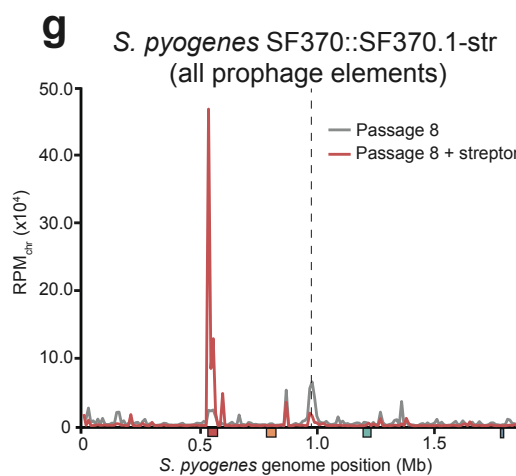 g
S. pyogenes SF370::SF370.1-str
(all prophage elements)
50.0
40.0
30.0
20.0
10.0
0
RPMchr (x10⁴)
Passage 8
Passage 8 + strepto
0
0.5
1.0
1.5
S. pyogenes genome position (Mb)